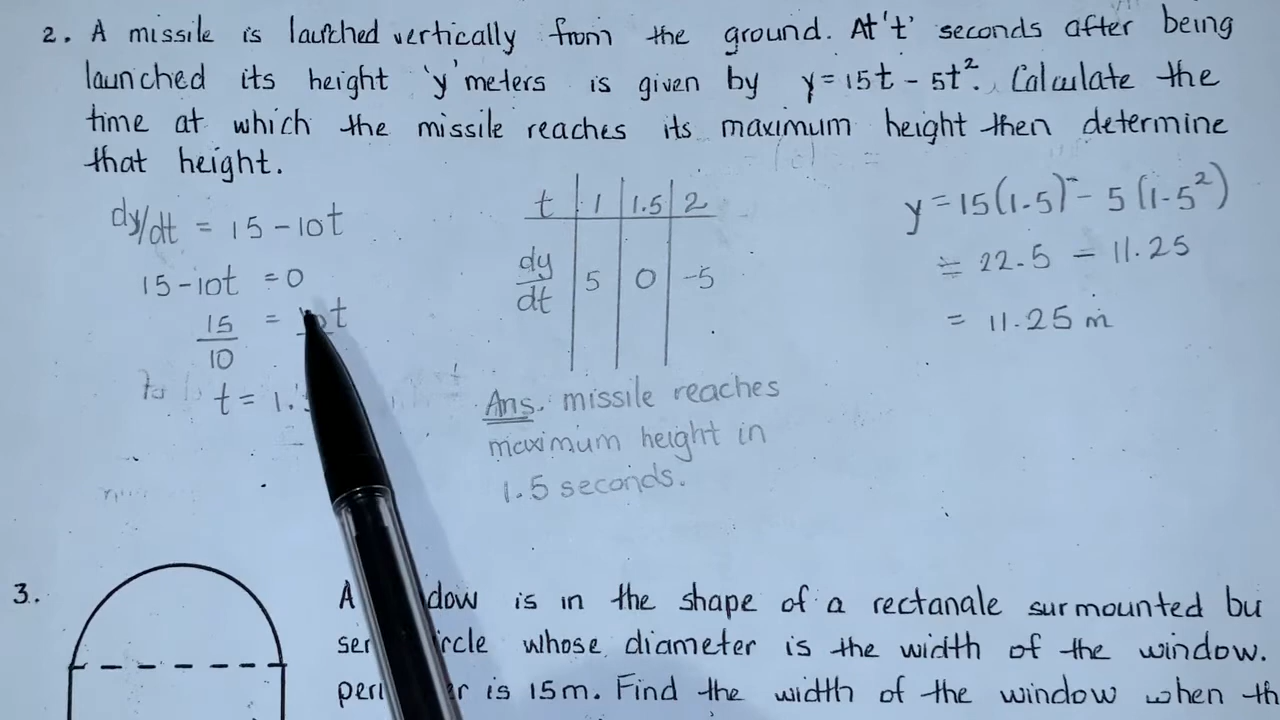 2. A missile is lauched vertically from the ground. At 't' seconds after being
launched its height 'y' meters is given by y = 15t - 5t². Calculate the
time at which the missile reaches its maximum height then determine
that height.
dy/dt = 15 - 10t
15 - 10t = 0
15/10 = t
t = 1.
t | 1 | 1.5 | 2
dy/dt | 5 | 0 | -5
Ans. missile reaches
maximum height in
1.5 seconds.
y = 15(1.5) - 5(1.5²)
= 22.5 - 11.25
= 11.25 m
3.
A dow is in the shape of a rectanale surmounted bu
ser rcle whose diameter is the width of the window.
peri r is 15m. Find the width of the window when th